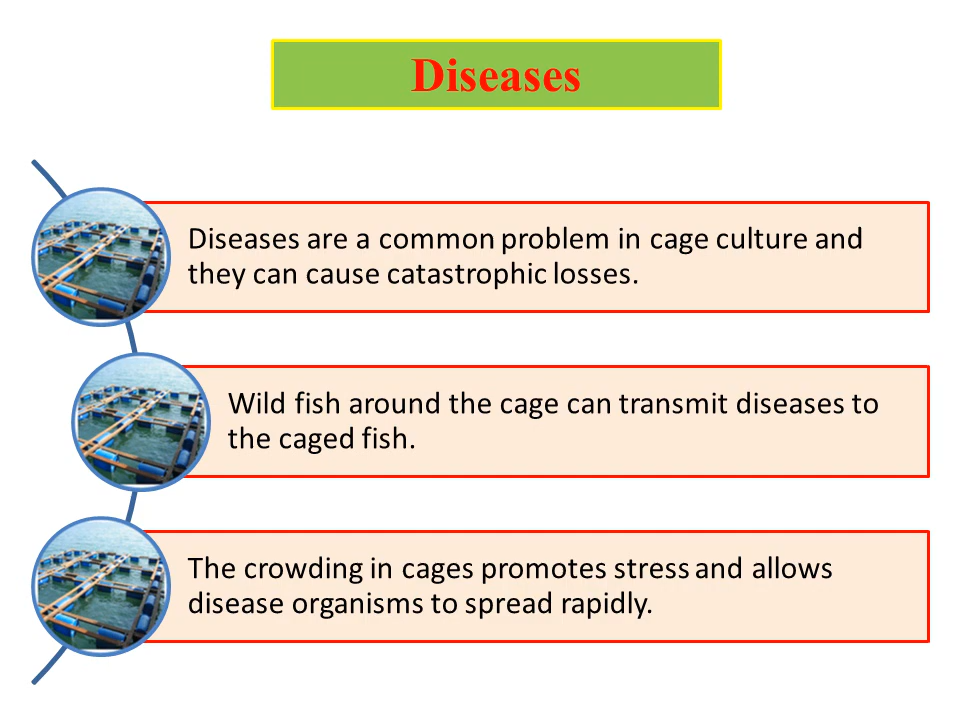 Diseases
Diseases are a common problem in cage culture and
they can cause catastrophic losses.
Wild fish around the cage can transmit diseases to
the caged fish.
The crowding in cages promotes stress and allows
disease organisms to spread rapidly.